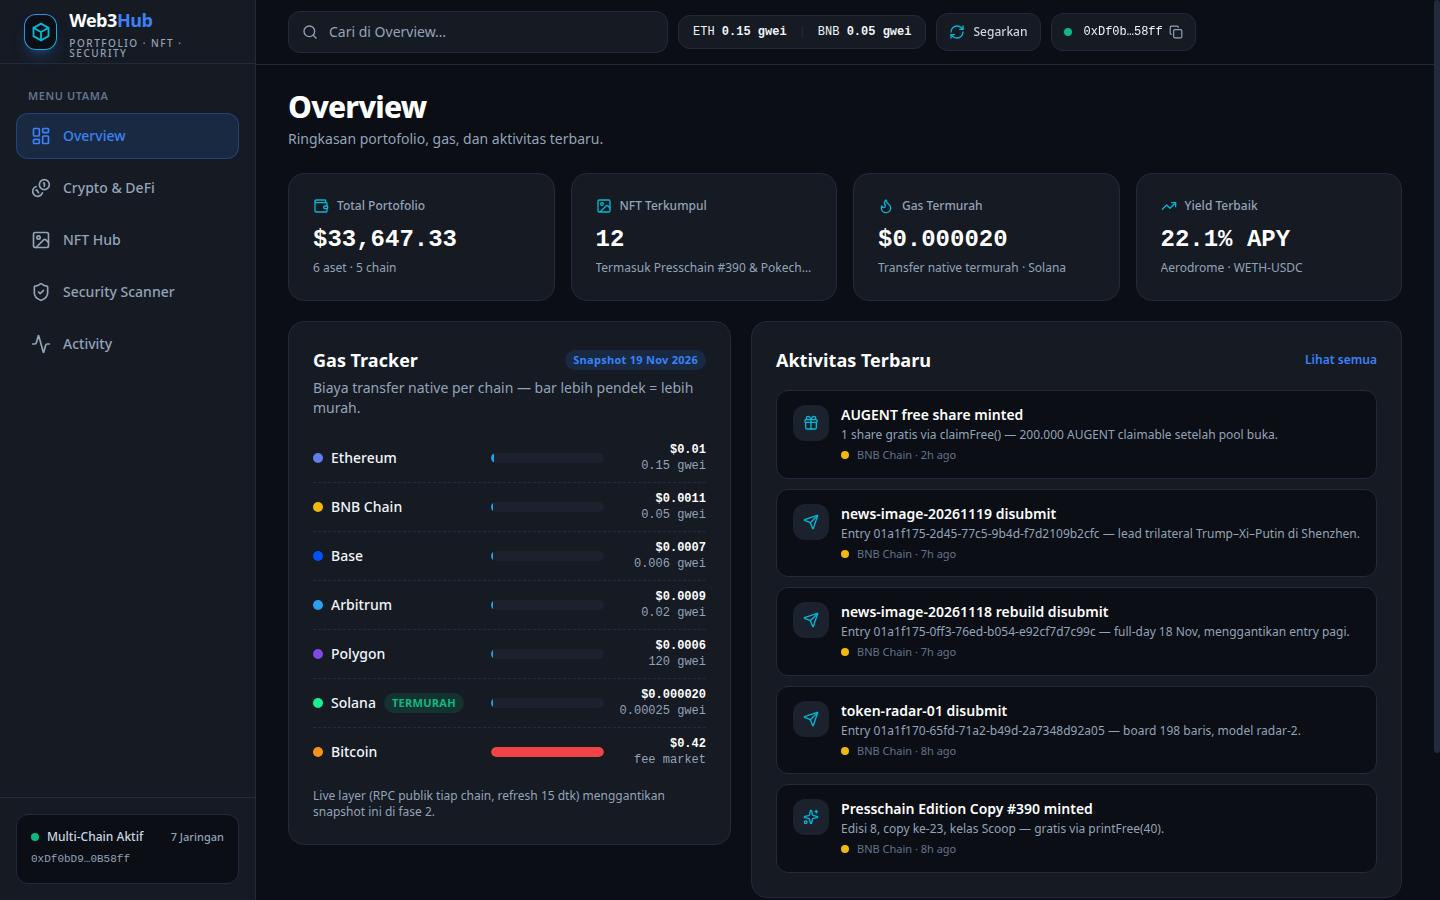 Web3Hub
PORTFOLIO · NFT ·
SECURITY
MENU UTAMA
Overview
Crypto & DeFi
NFT Hub
Security Scanner
Activity
Multi-Chain Aktif 7 Jaringan
0xDf0bD9…0B58ff
Cari di Overview...
ETH 0.15 gwei BNB 0.05 gwei
Segarkan
0xDf0b…58ff
Overview
Ringkasan portofolio, gas, dan aktivitas terbaru.
Total Portofolio
$33,647.33
6 aset · 5 chain
NFT Terkumpul
12
Termasuk Presschain #390 & Pokech...
Gas Termurah
$0.000020
Transfer native termurah · Solana
Yield Terbaik
22.1% APY
Aerodrome · WETH-USDC
Gas Tracker
Snapshot 19 Nov 2026
Biaya transfer native per chain — bar lebih pendek = lebih
murah.
Ethereum $0.01
0.15 gwei
BNB Chain $0.0011
0.05 gwei
Base $0.0007
0.006 gwei
Arbitrum $0.0009
0.02 gwei
Polygon $0.0006
120 gwei
Solana TERMURAH $0.000020
0.00025 gwei
Bitcoin $0.42
fee market
Live layer (RPC publik tiap chain, refresh 15 dtk) menggantikan
snapshot ini di fase 2.
Aktivitas Terbaru
Lihat semua
AUGENT free share minted
1 share gratis via claimFree() — 200.000 AUGENT claimable setelah pool buka.
BNB Chain · 2h ago
news-image-20261119 disubmit
Entry 01a1f175-2d45-77c5-9b4d-f7d2109b2cfc — lead trilateral Trump–Xi–Putin di Shenzhen.
BNB Chain · 7h ago
news-image-20261118 rebuild disubmit
Entry 01a1f175-0ff3-76ed-b054-e92cf7d7c99c — full-day 18 Nov, menggantikan entry pagi.
BNB Chain · 7h ago
token-radar-01 disubmit
Entry 01a1f170-65fd-71a2-b49d-2a7348d92a05 — board 198 baris, model radar-2.
BNB Chain · 8h ago
Presschain Edition Copy #390 minted
Edisi 8, copy ke-23, kelas Scoop — gratis via printFree(40).
BNB Chain · 8h ago